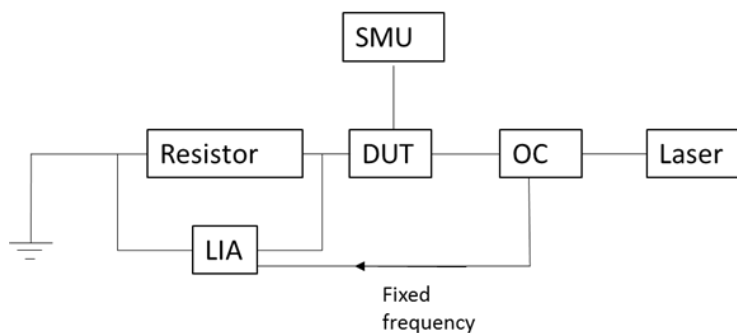 SMU
Resistor
DUT
OC
Laser
LIA
Fixed
frequency